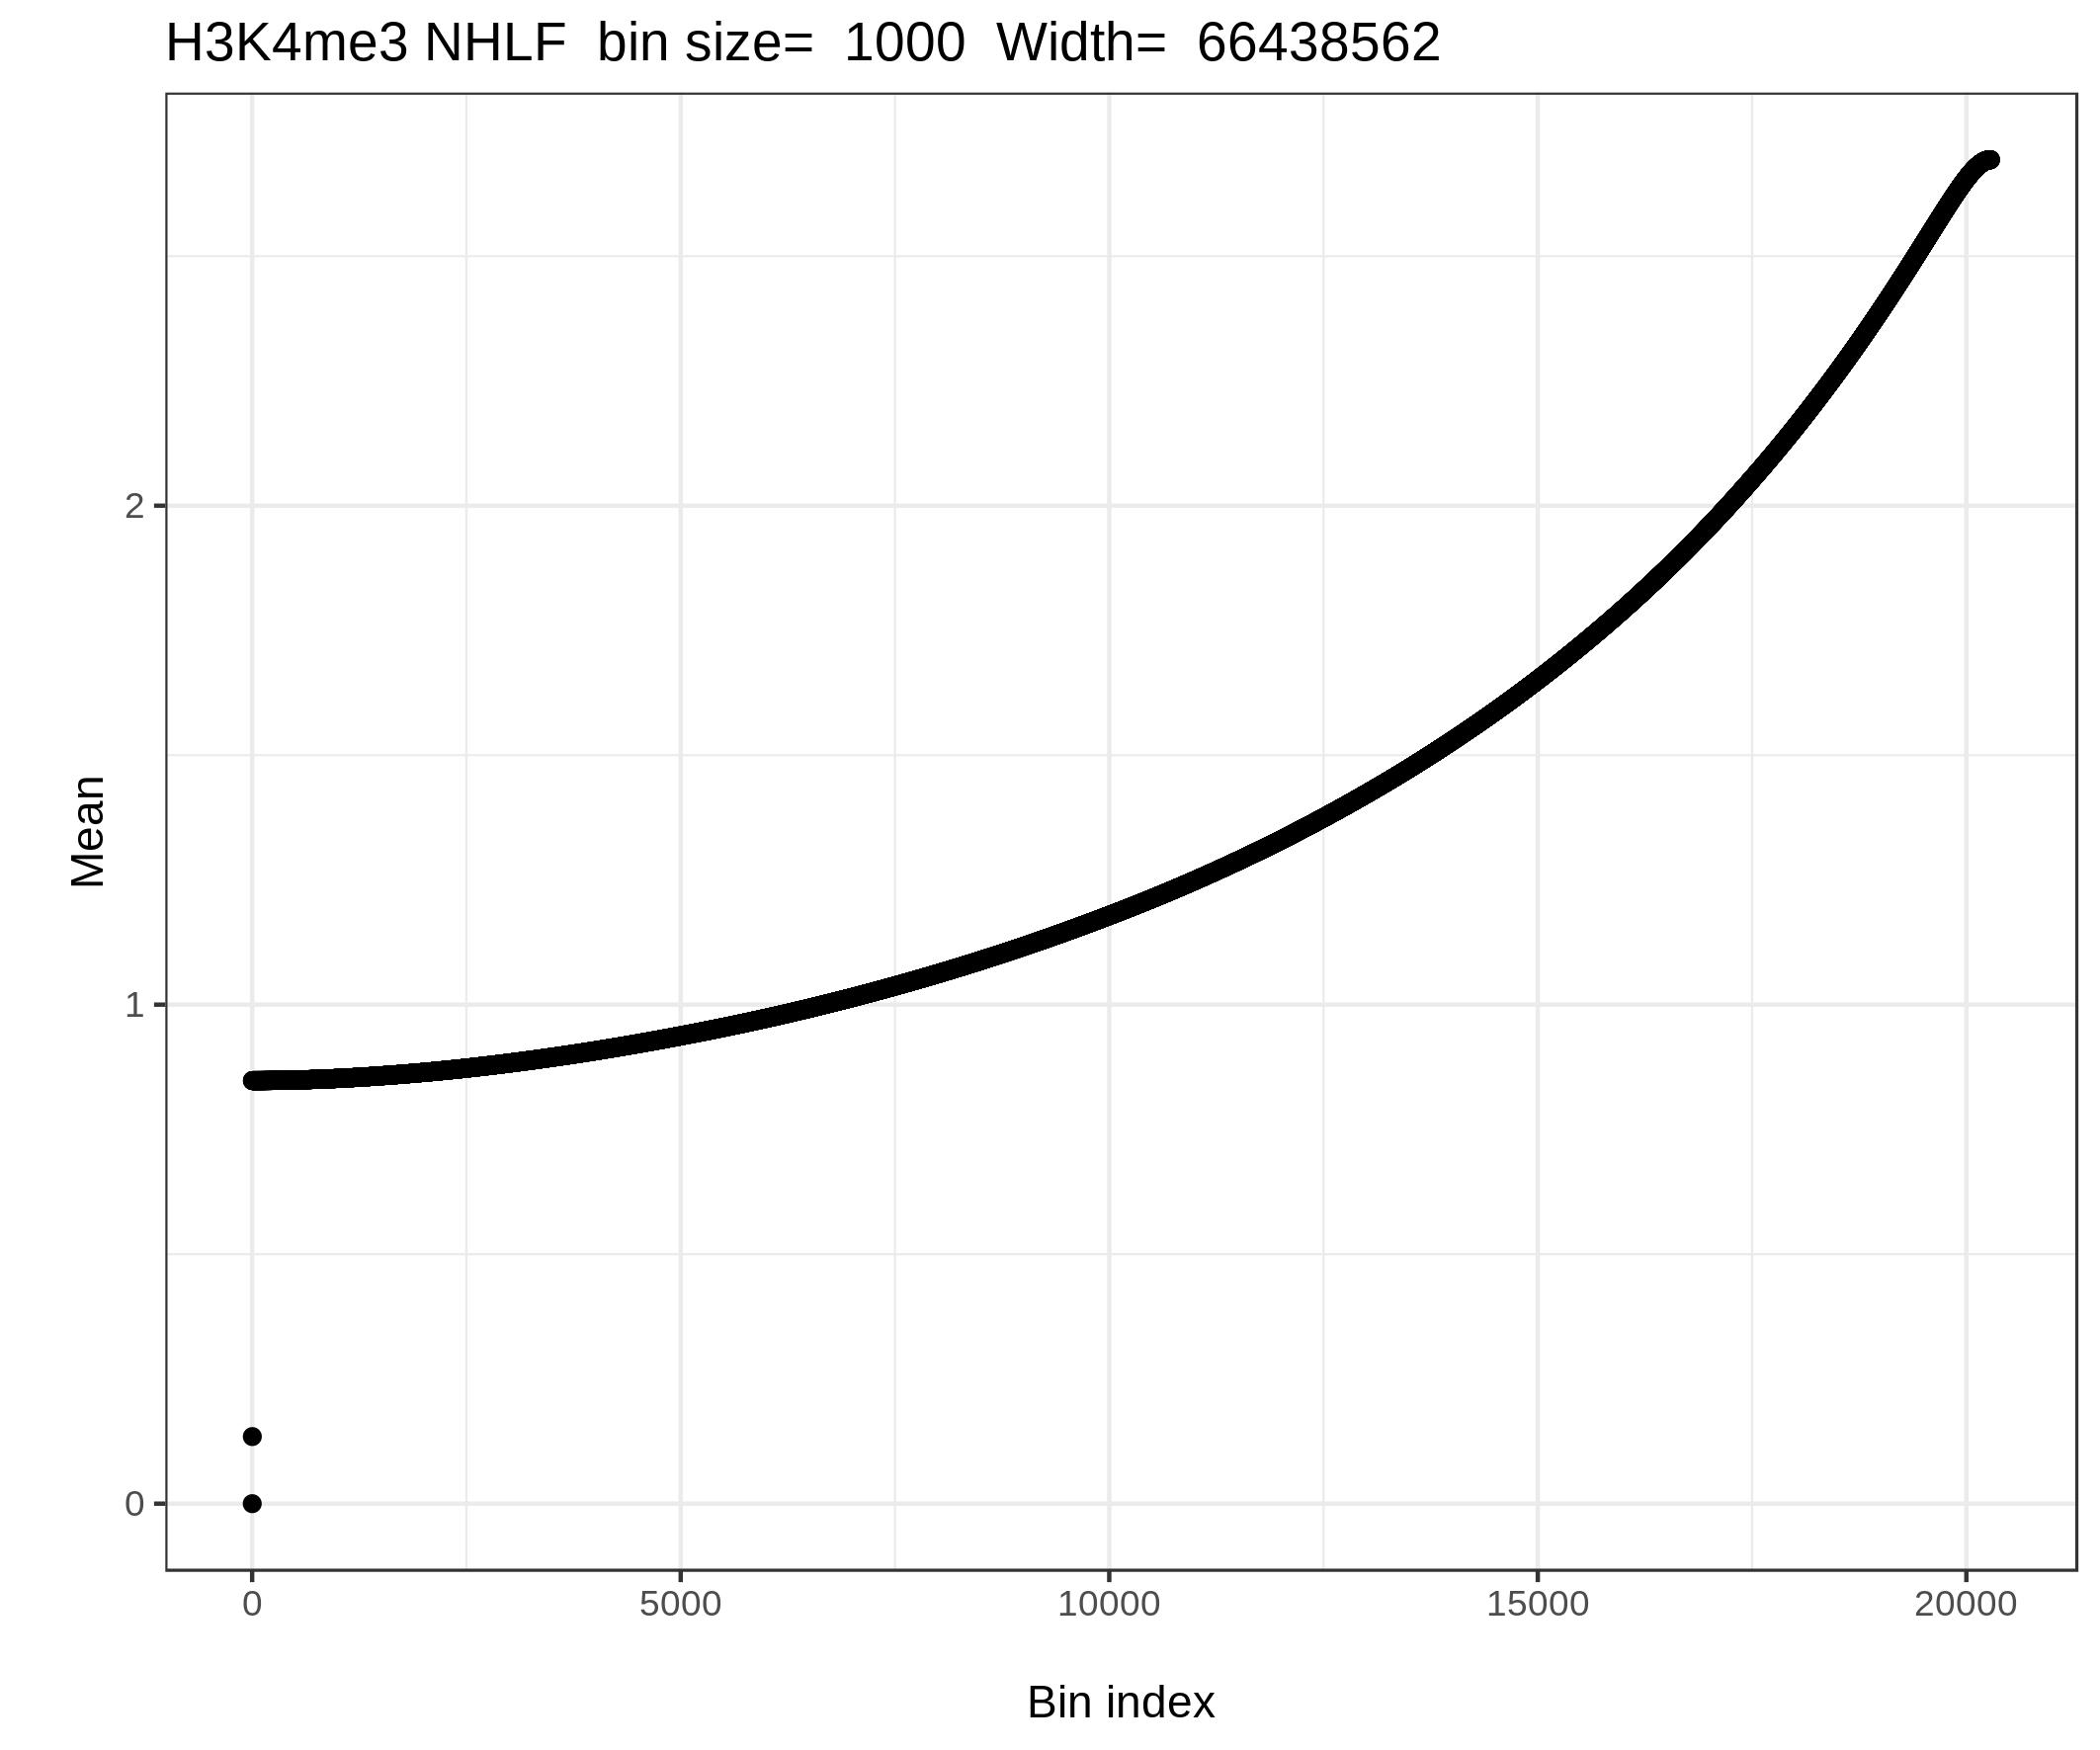 H3K4me3 NHLF  bin size=  1000  Width=  66438562
2
1
0
Mean
0 5000 10000 15000 20000
Bin index